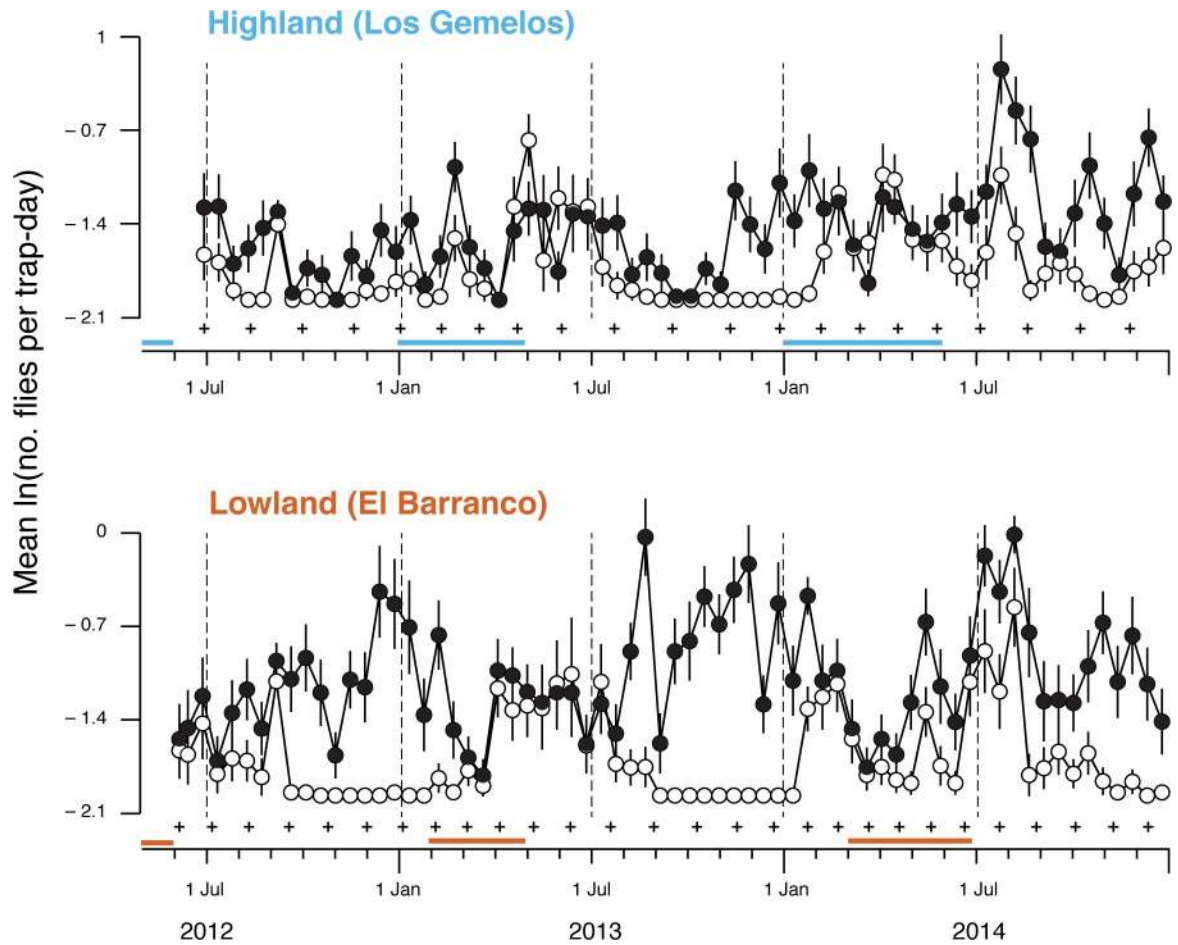 Highland (Los Gemelos)
Mean ln(no. flies per trap-day)
1
– 0.7
– 1.4
– 2.1
+ + + + + + + + + + + + + + + + + + + + +
1 Jul 1 Jan 1 Jul 1 Jan 1 Jul
Lowland (El Barranco)
0
– 0.7
– 1.4
– 2.1
+ + + + + + + + + + + + + + + + + + + + + + + + + + +
1 Jul 1 Jan 1 Jul 1 Jan 1 Jul
2012 2013 2014